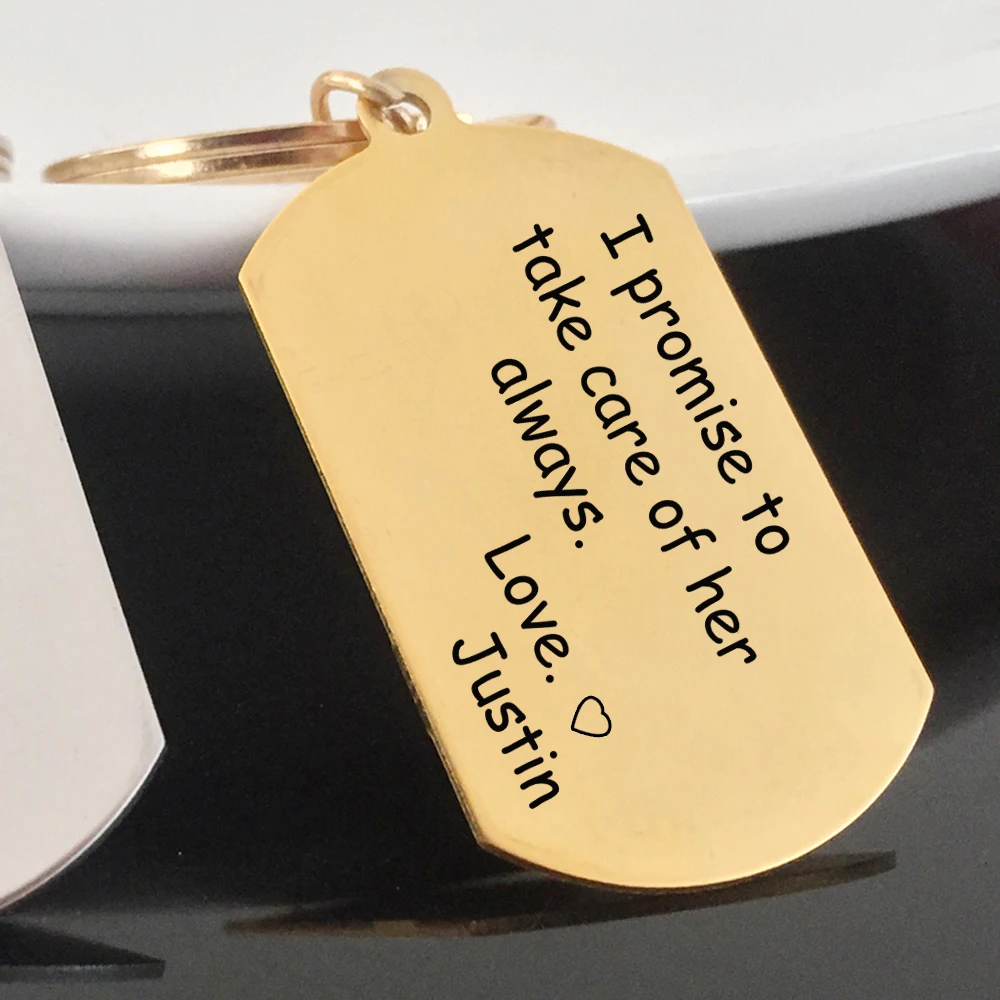 I promise to
take care of her
always.
Love. ♡
Justin